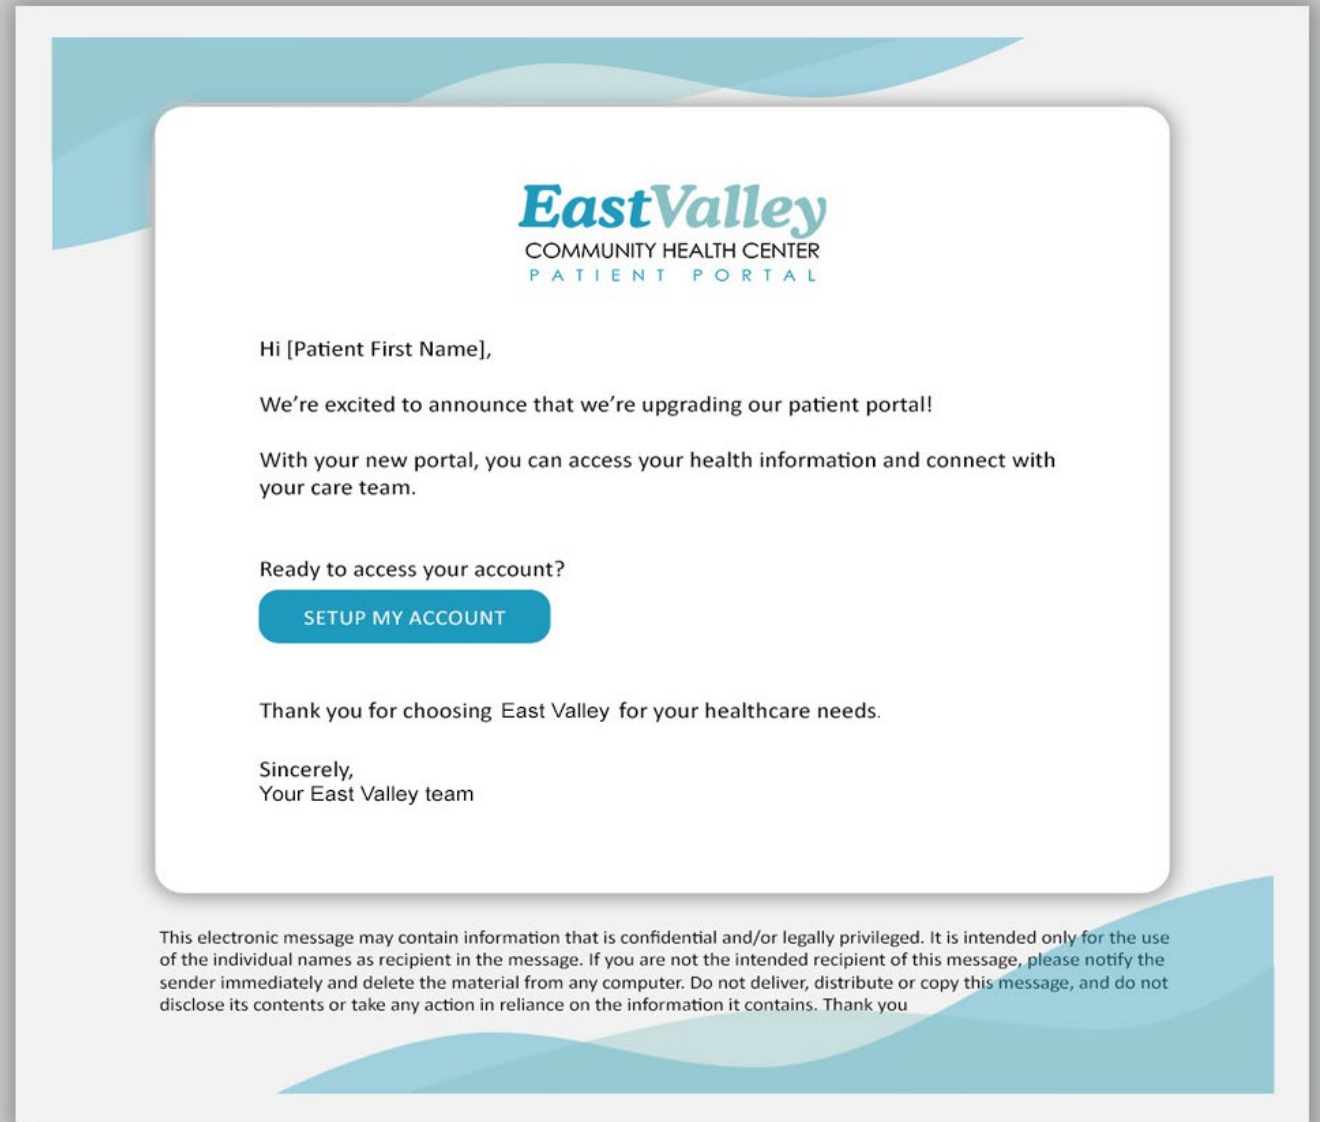 EastValley
COMMUNITY HEALTH CENTER
PATIENT PORTAL
Hi [Patient First Name],
We’re excited to announce that we’re upgrading our patient portal!
With your new portal, you can access your health information and connect with
your care team.
Ready to access your account?
SETUP MY ACCOUNT
Thank you for choosing East Valley for your healthcare needs.
Sincerely,
Your East Valley team
This electronic message may contain information that is confidential and/or legally privileged. It is intended only for the use
of the individual names as recipient in the message. If you are not the intended recipient of this message, please notify the
sender immediately and delete the material from any computer. Do not deliver, distribute or copy this message, and do not
disclose its contents or take any action in reliance on the information it contains. Thank you